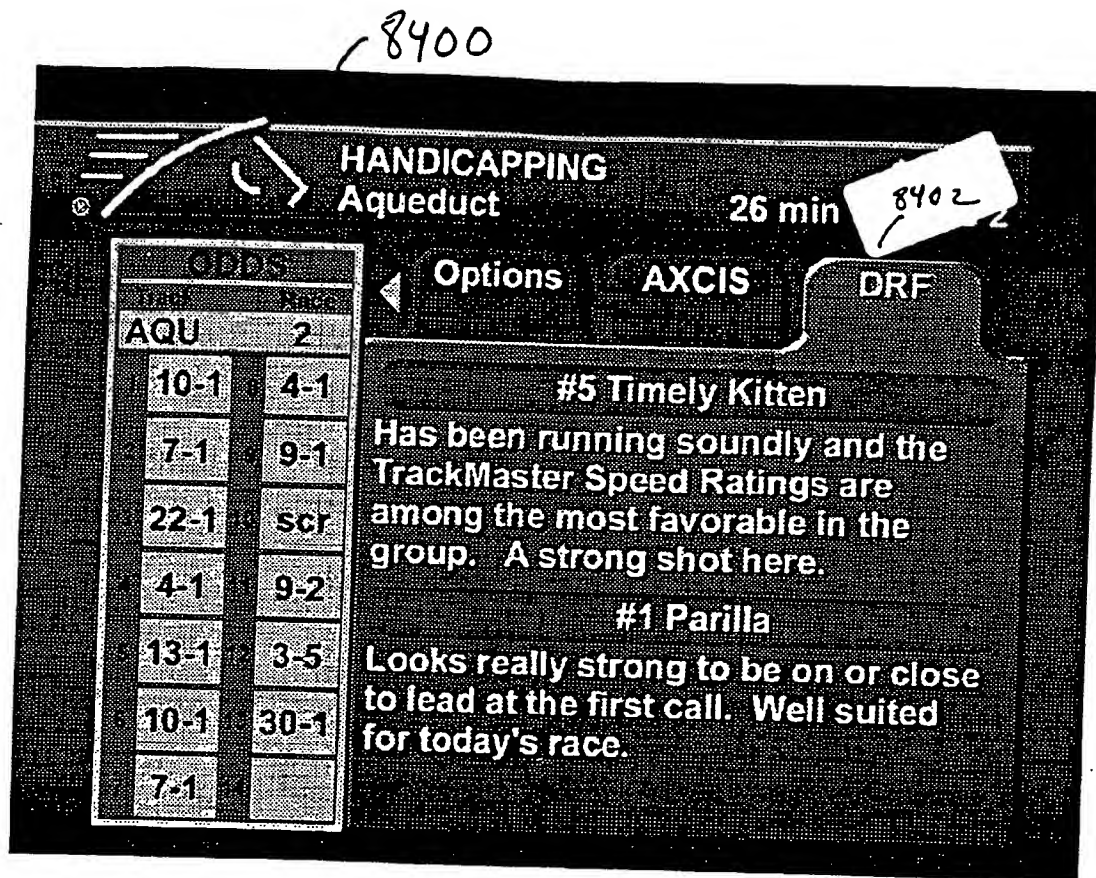 8400
HANDICAPPING
Aqueduct
26 min
8402
2
ODDS
Track Race
AQU 2
10-1 4-1
7-1 9-1
22-1 scr
4-1 9-2
13-1 3-5
10-1 30-1
7-1
Options AXCIS DRF
#5 Timely Kitten
Has been running soundly and the
TrackMaster Speed Ratings are
among the most favorable in the
group. A strong shot here.
#1 Parilla
Looks really strong to be on or close
to lead at the first call. Well suited
for today's race.